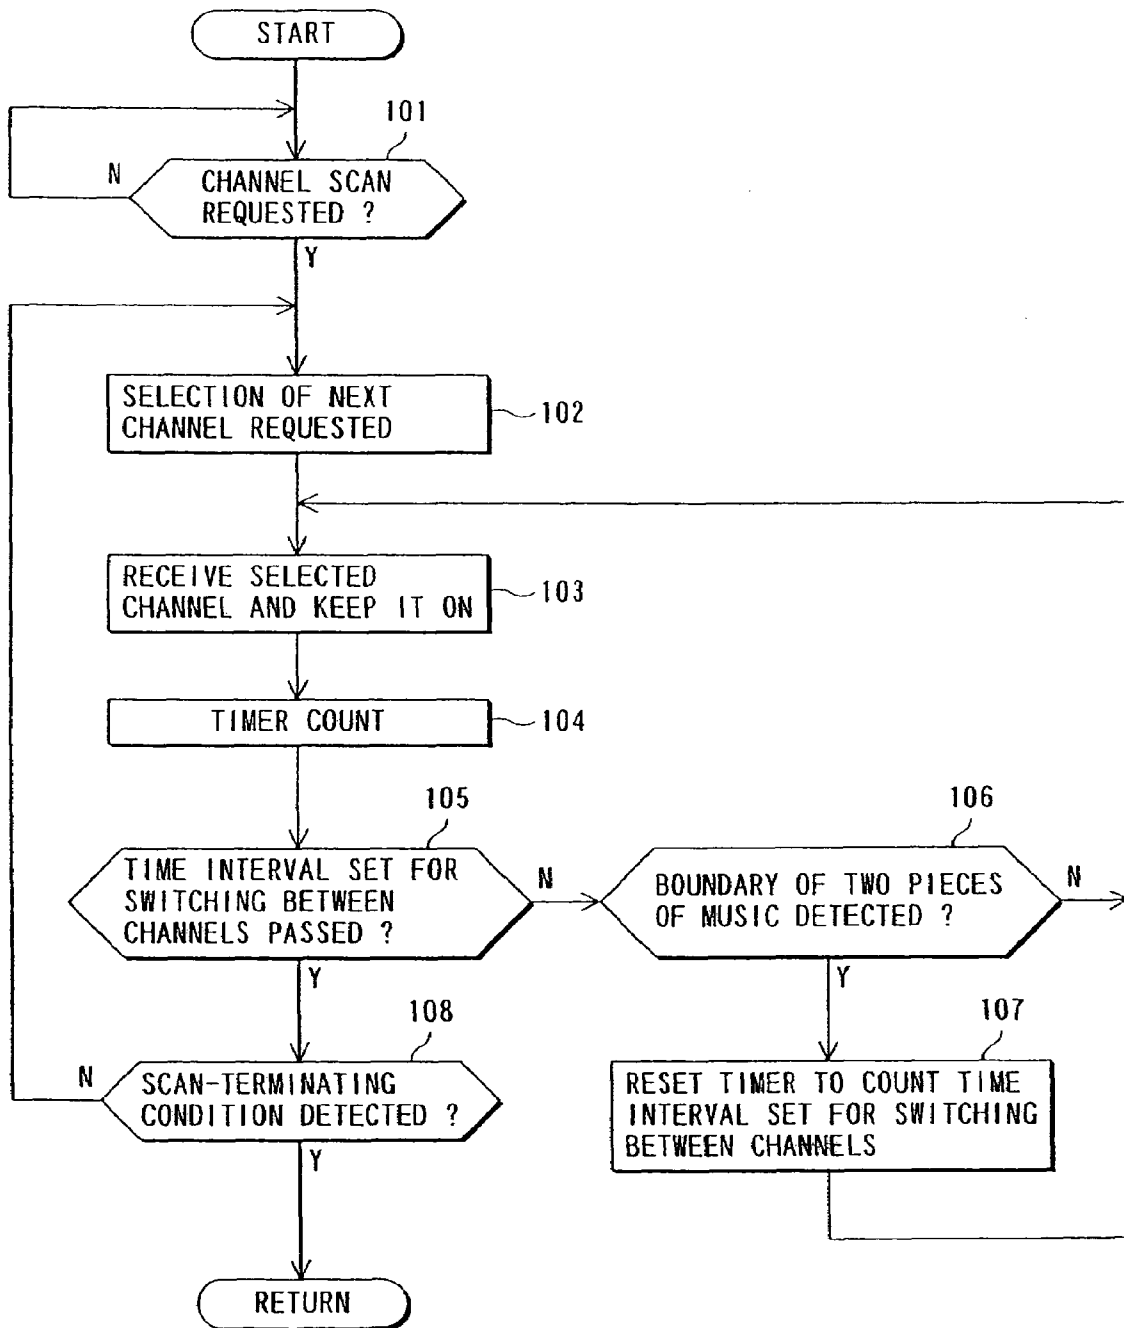 START
101
N
CHANNEL SCAN
REQUESTED ?
Y
SELECTION OF NEXT
CHANNEL REQUESTED
102
RECEIVE SELECTED
CHANNEL AND KEEP IT ON
103
TIMER COUNT
104
105
TIME INTERVAL SET FOR
SWITCHING BETWEEN
CHANNELS PASSED ?
N
Y
106
BOUNDARY OF TWO PIECES
OF MUSIC DETECTED ?
N
Y
107
RESET TIMER TO COUNT TIME
INTERVAL SET FOR SWITCHING
BETWEEN CHANNELS
108
N
SCAN-TERMINATING
CONDITION DETECTED ?
Y
RETURN